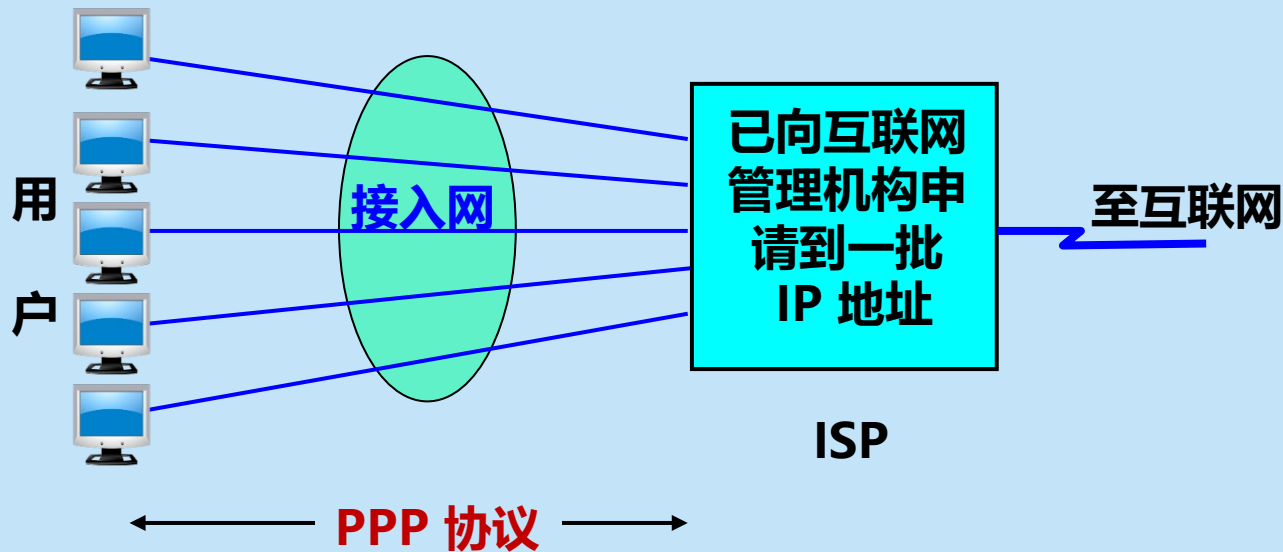 用
户
接入网
已向互联网
管理机构申
请到一批
IP 地址
至互联网
ISP
PPP 协议